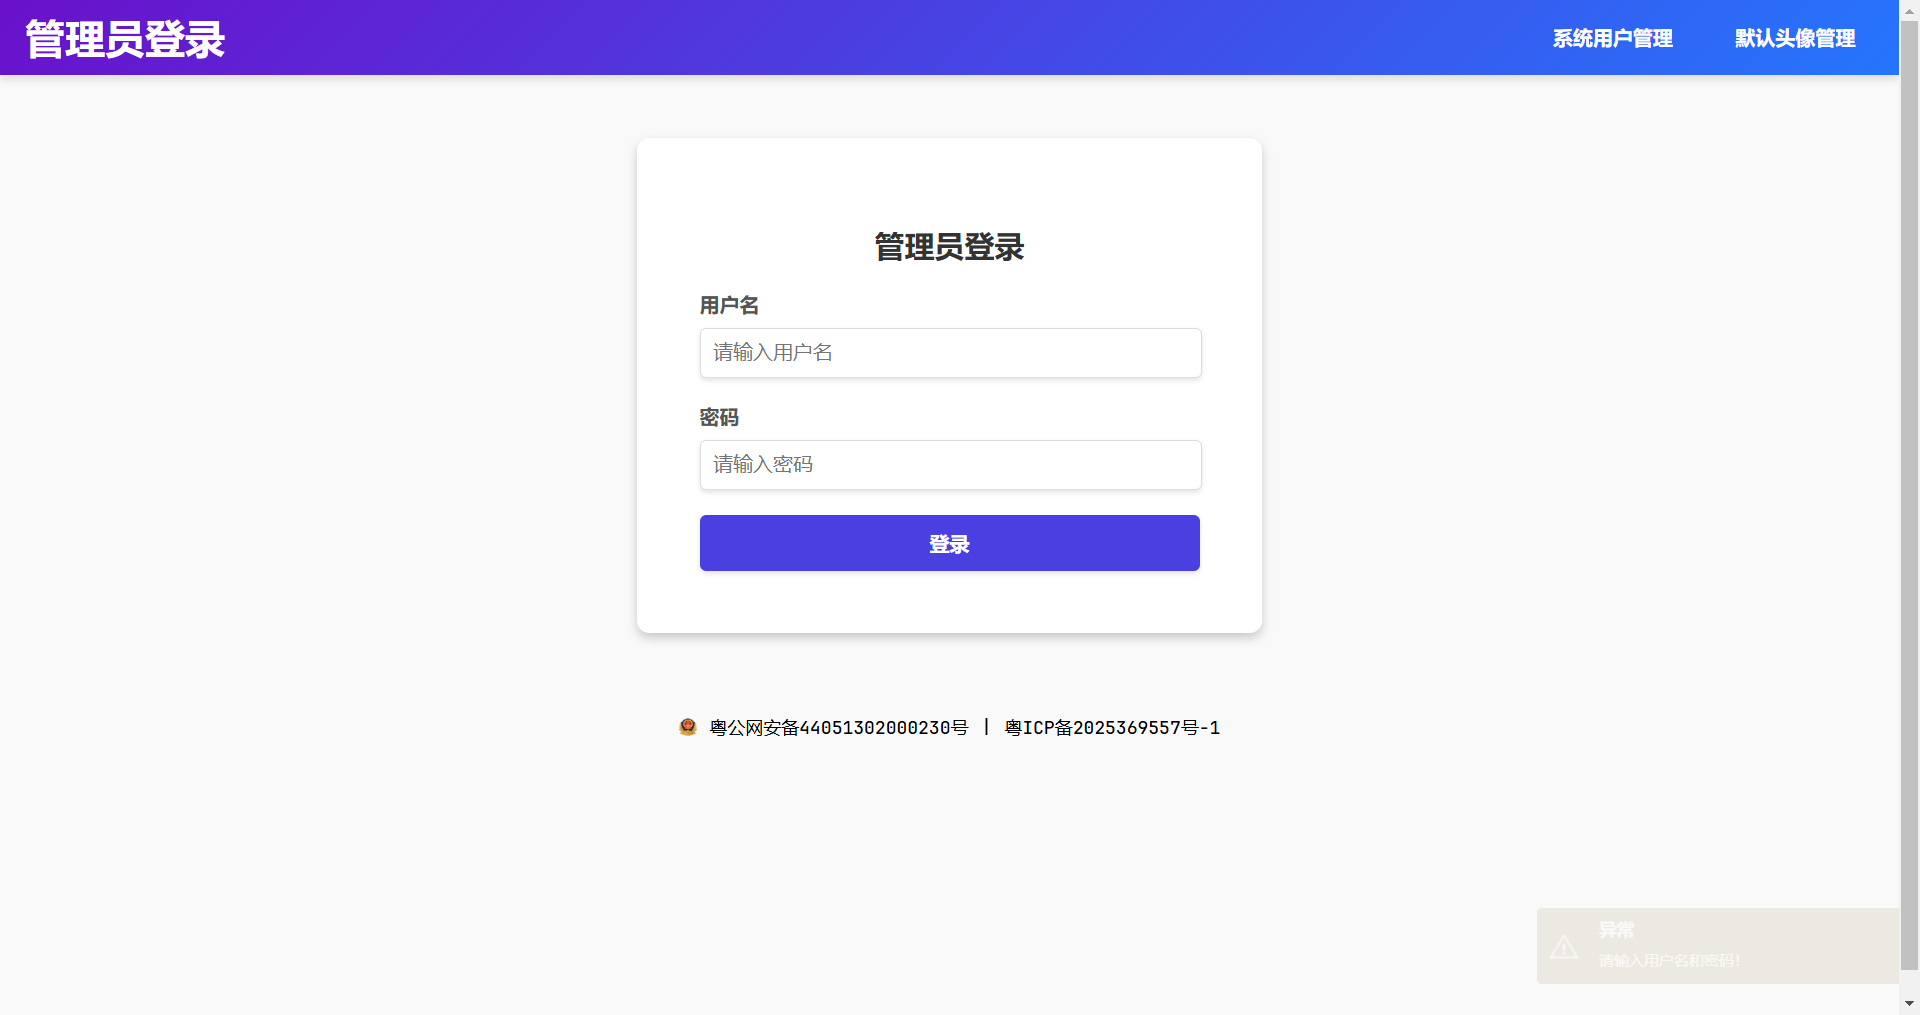 管理员登录
系统用户管理 默认头像管理
管理员登录
用户名
请输入用户名
密码
请输入密码
登录
粤公网安备44051302000230号 | 粤ICP备2025369557号-1
异常
请输入用户名和密码!